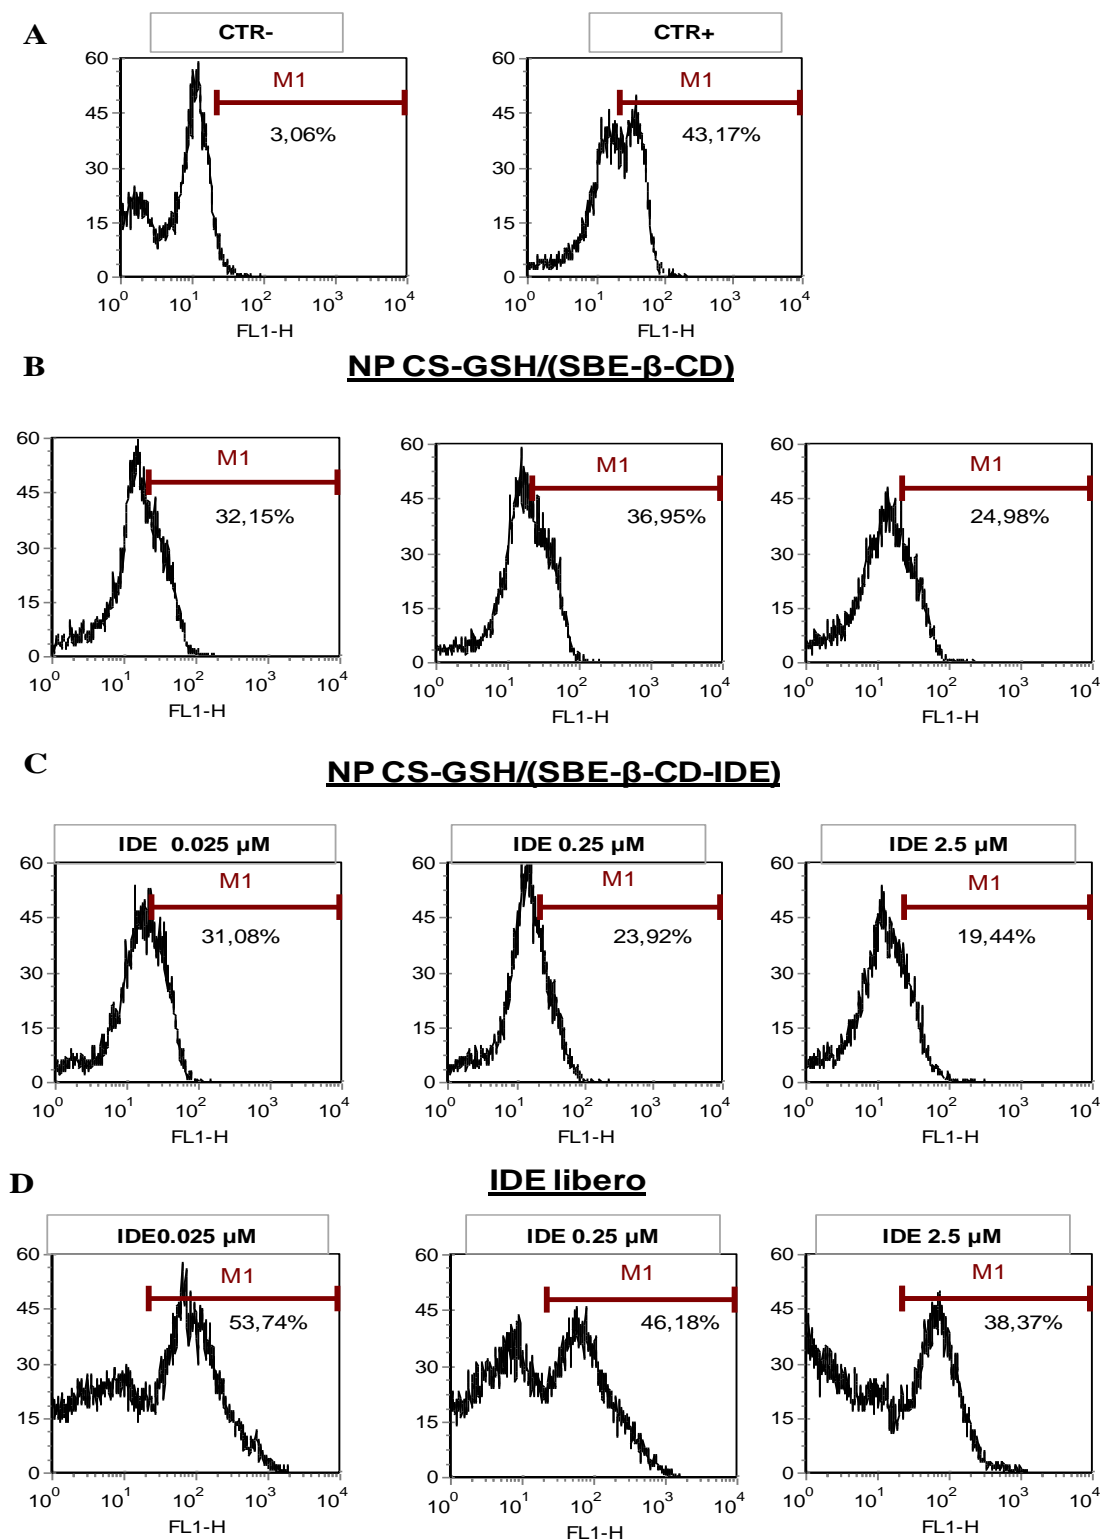 A
CTR-
CTR+
60
45
30
15
0
M1
3,06%
10^0 10^1 10^2 10^3 10^4
FL1-H
60
45
30
15
0
M1
43,17%
10^0 10^1 10^2 10^3 10^4
FL1-H
B
NP CS-GSH/(SBE-β-CD)
60
45
30
15
0
M1
32,15%
10^0 10^1 10^2 10^3 10^4
FL1-H
60
45
30
15
0
M1
36,95%
10^0 10^1 10^2 10^3 10^4
FL1-H
60
45
30
15
0
M1
24,98%
10^0 10^1 10^2 10^3 10^4
FL1-H
C
NP CS-GSH/(SBE-β-CD-IDE)
IDE 0.025 µM
60
45
30
15
0
M1
31,08%
10^0 10^1 10^2 10^3 10^4
FL1-H
IDE 0.25 µM
60
45
30
15
0
M1
23,92%
10^0 10^1 10^2 10^3 10^4
FL1-H
IDE 2.5 µM
60
45
30
15
0
M1
19,44%
10^0 10^1 10^2 10^3 10^4
FL1-H
D
IDE libero
IDE0.025 µM
60
45
30
15
0
M1
53,74%
10^0 10^1 10^2 10^3 10^4
FL1-H
IDE 0.25 µM
60
45
30
15
0
M1
46,18%
10^0 10^1 10^2 10^3 10^4
FL1-H
IDE 2.5 µM
60
45
30
15
0
M1
38,37%
10^0 10^1 10^2 10^3 10^4
FL1-H